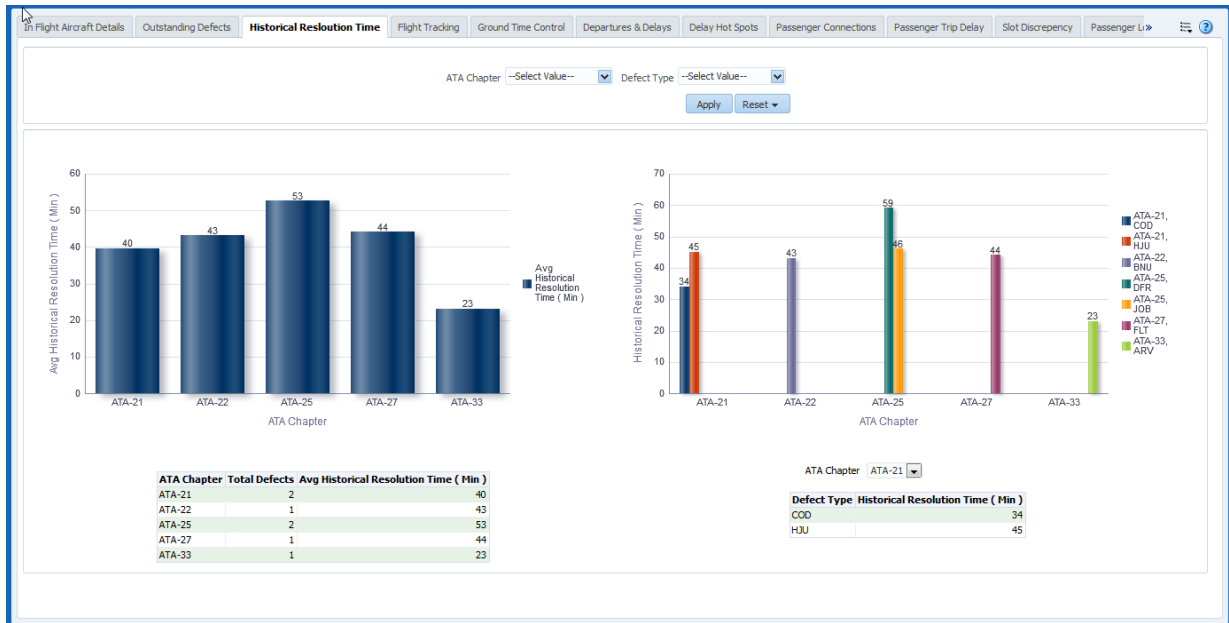 In Flight Aircraft Details Outstanding Defects Historical Resloution Time Flight Tracking Ground Time Control Departures & Delays Delay Hot Spots Passenger Connections Passenger Trip Delay Slot Discrepency Passenger L »
ATA Chapter --Select Value-- Defect Type --Select Value--
Apply Reset
Avg Historical Resolution Time ( Min )
60
50
40
30
20
10
0
40
43
53
44
23
ATA-21 ATA-22 ATA-25 ATA-27 ATA-33
ATA Chapter
Avg
Historical
Resolution
Time ( Min )
Historical Resolution Time ( Min )
70
60
50
40
30
20
10
0
34
45
43
59
46
44
23
ATA-21 ATA-22 ATA-25 ATA-27 ATA-33
ATA Chapter
ATA-21,
COD
ATA-21,
HJU
ATA-22,
BNU
ATA-25,
DFR
ATA-25,
JOB
ATA-27,
FLT
ATA-33,
ARV
ATA Chapter Total Defects Avg Historical Resolution Time ( Min )
ATA-21 2 40
ATA-22 1 43
ATA-25 2 53
ATA-27 1 44
ATA-33 1 23
ATA Chapter ATA-21
Defect Type Historical Resolution Time ( Min )
COD 34
HJU 45